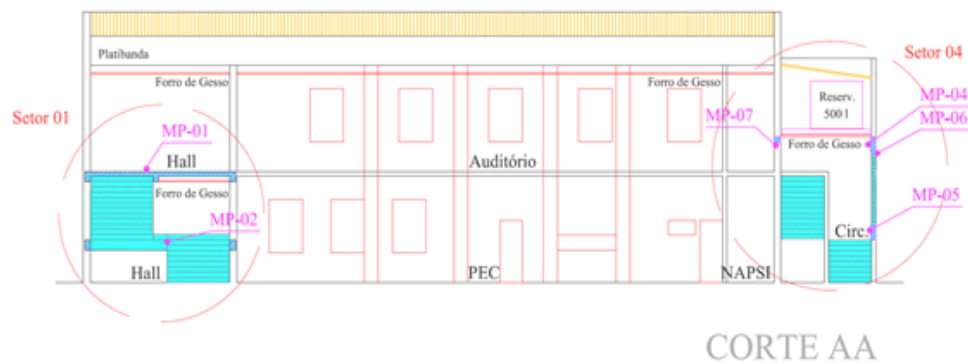 Platibanda
Forro de Gesso
Forro de Gesso
Setor 04
Setor 01
MP-01
Hall
Auditório
MP-07
Reserv.
500 l
MP-04
MP-06
Forro de Gesso
Forro de Gesso
MP-02
MP-05
Hall
PEC
NAPSI
Circ.
CORTE AA